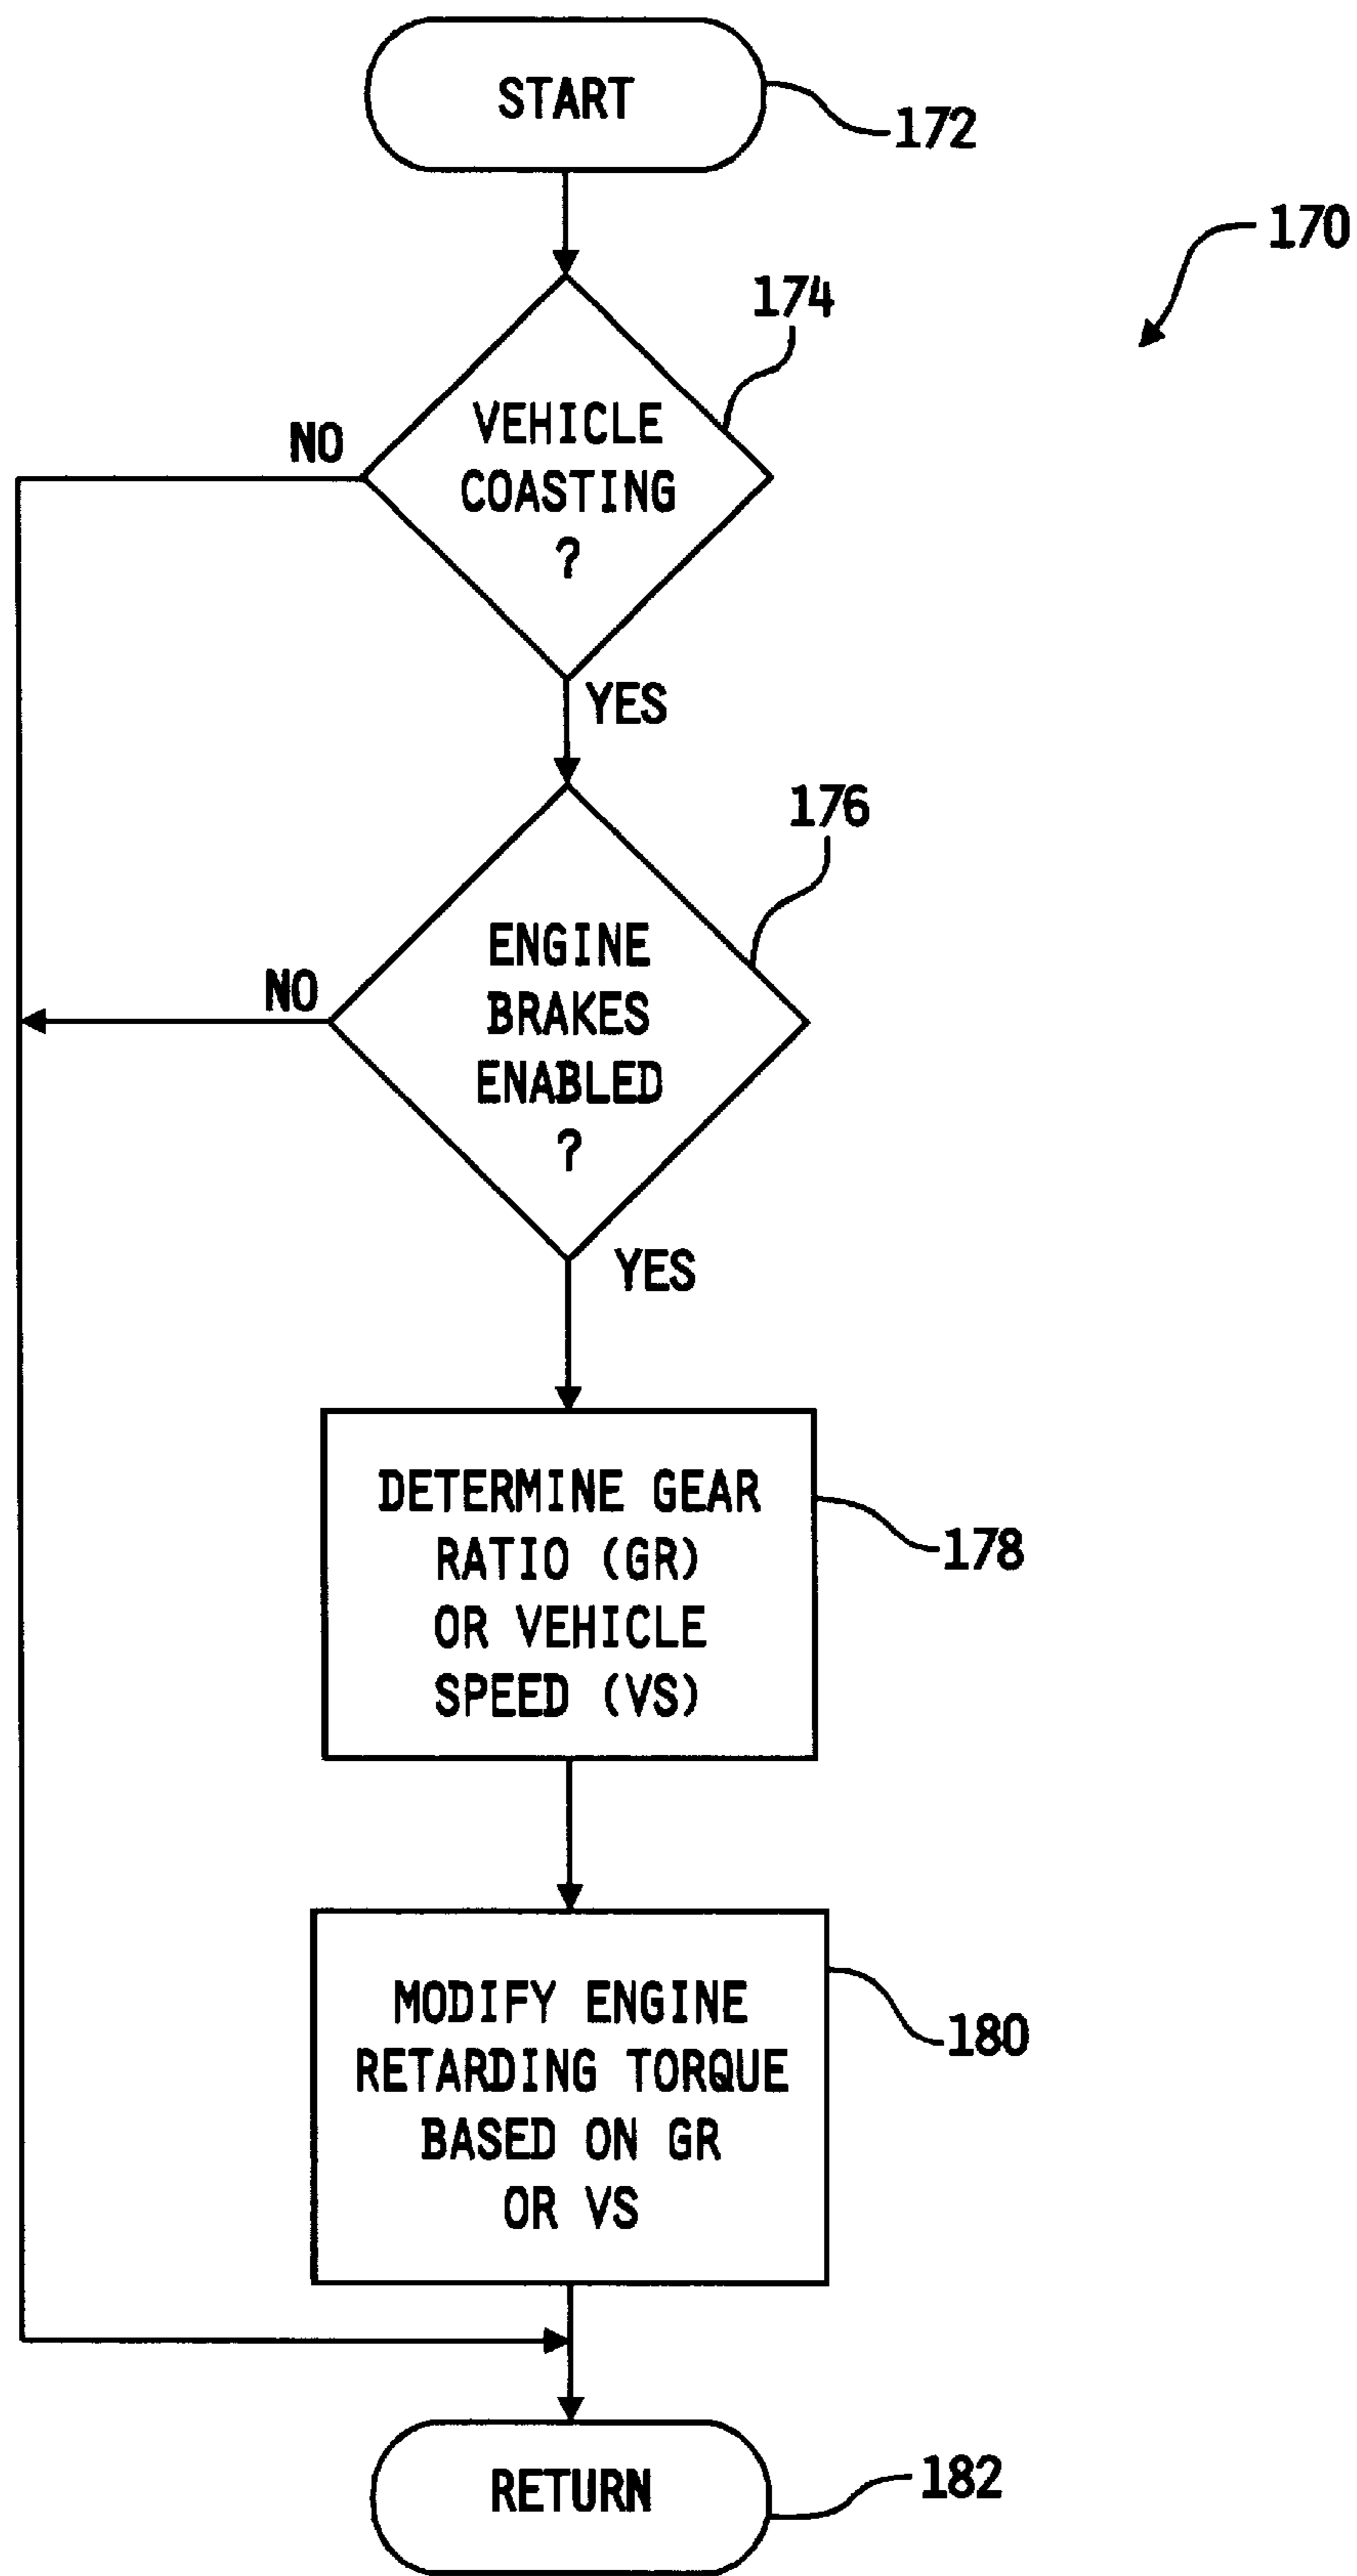 START
172
170
174
VEHICLE
COASTING
?
NO
YES
176
ENGINE
BRAKES
ENABLED
?
NO
YES
DETERMINE GEAR
RATIO (GR)
OR VEHICLE
SPEED (VS)
178
MODIFY ENGINE
RETARDING TORQUE
BASED ON GR
OR VS
180
RETURN
182